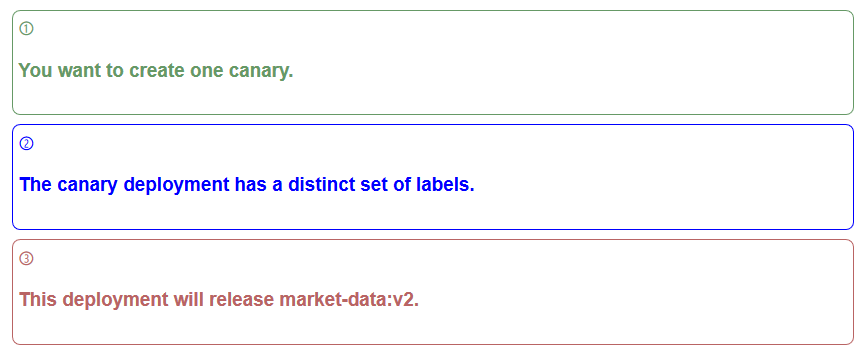 ①
You want to create one canary.
②
The canary deployment has a distinct set of labels.
③
This deployment will release market-data:v2.